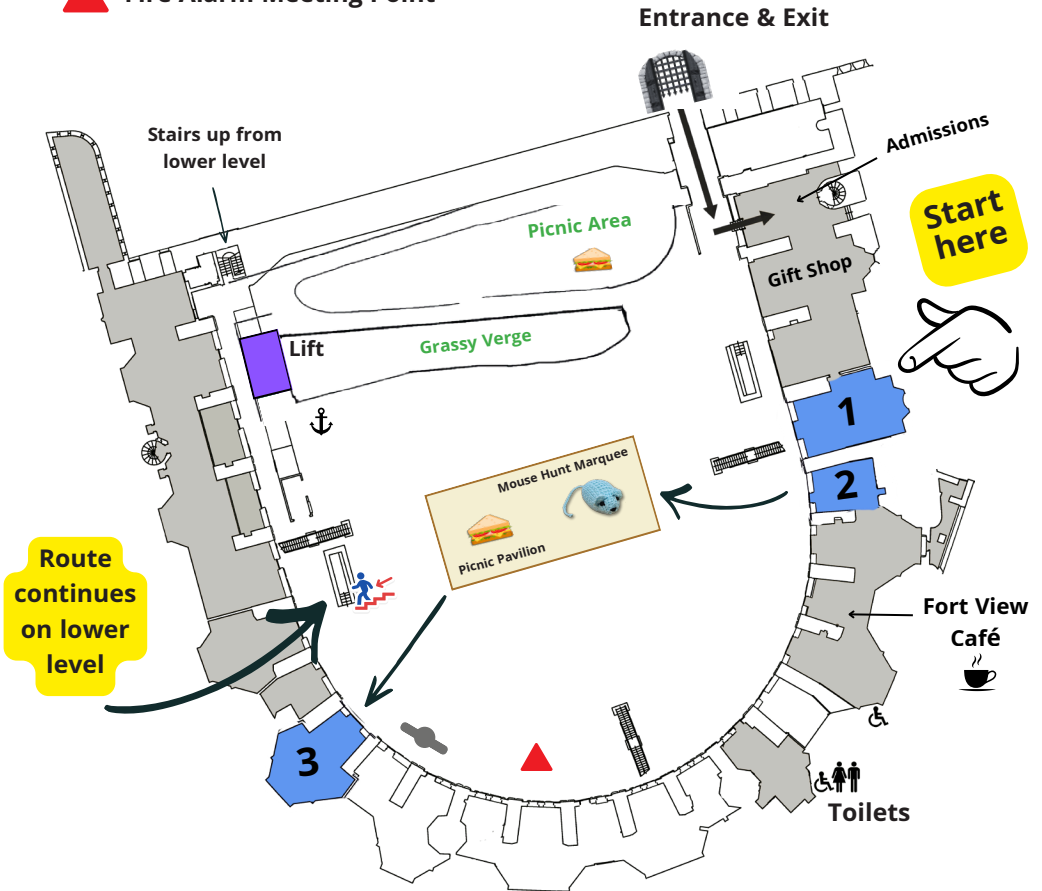 Fire Alarm Meeting Point
Entrance & Exit
Stairs up from
lower level
Admissions
Start
here
Picnic Area
Gift Shop
Grassy Verge
Lift
1
2
Mouse Hunt Marquee
Picnic Pavilion
Route
continues
on lower
level
Fort View
Café
3
Toilets